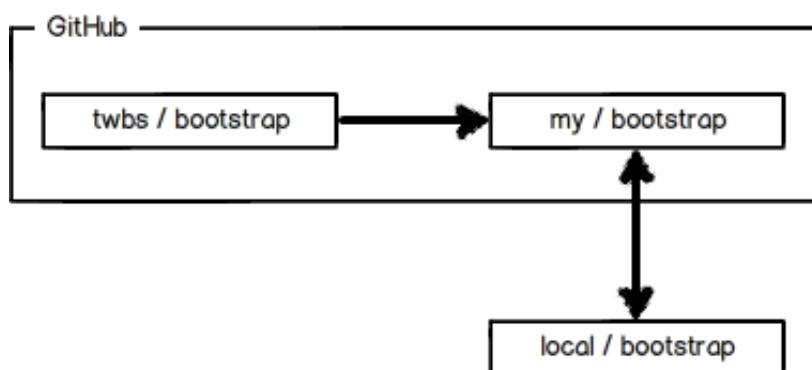 GitHub
twbs / bootstrap
my / bootstrap
local / bootstrap